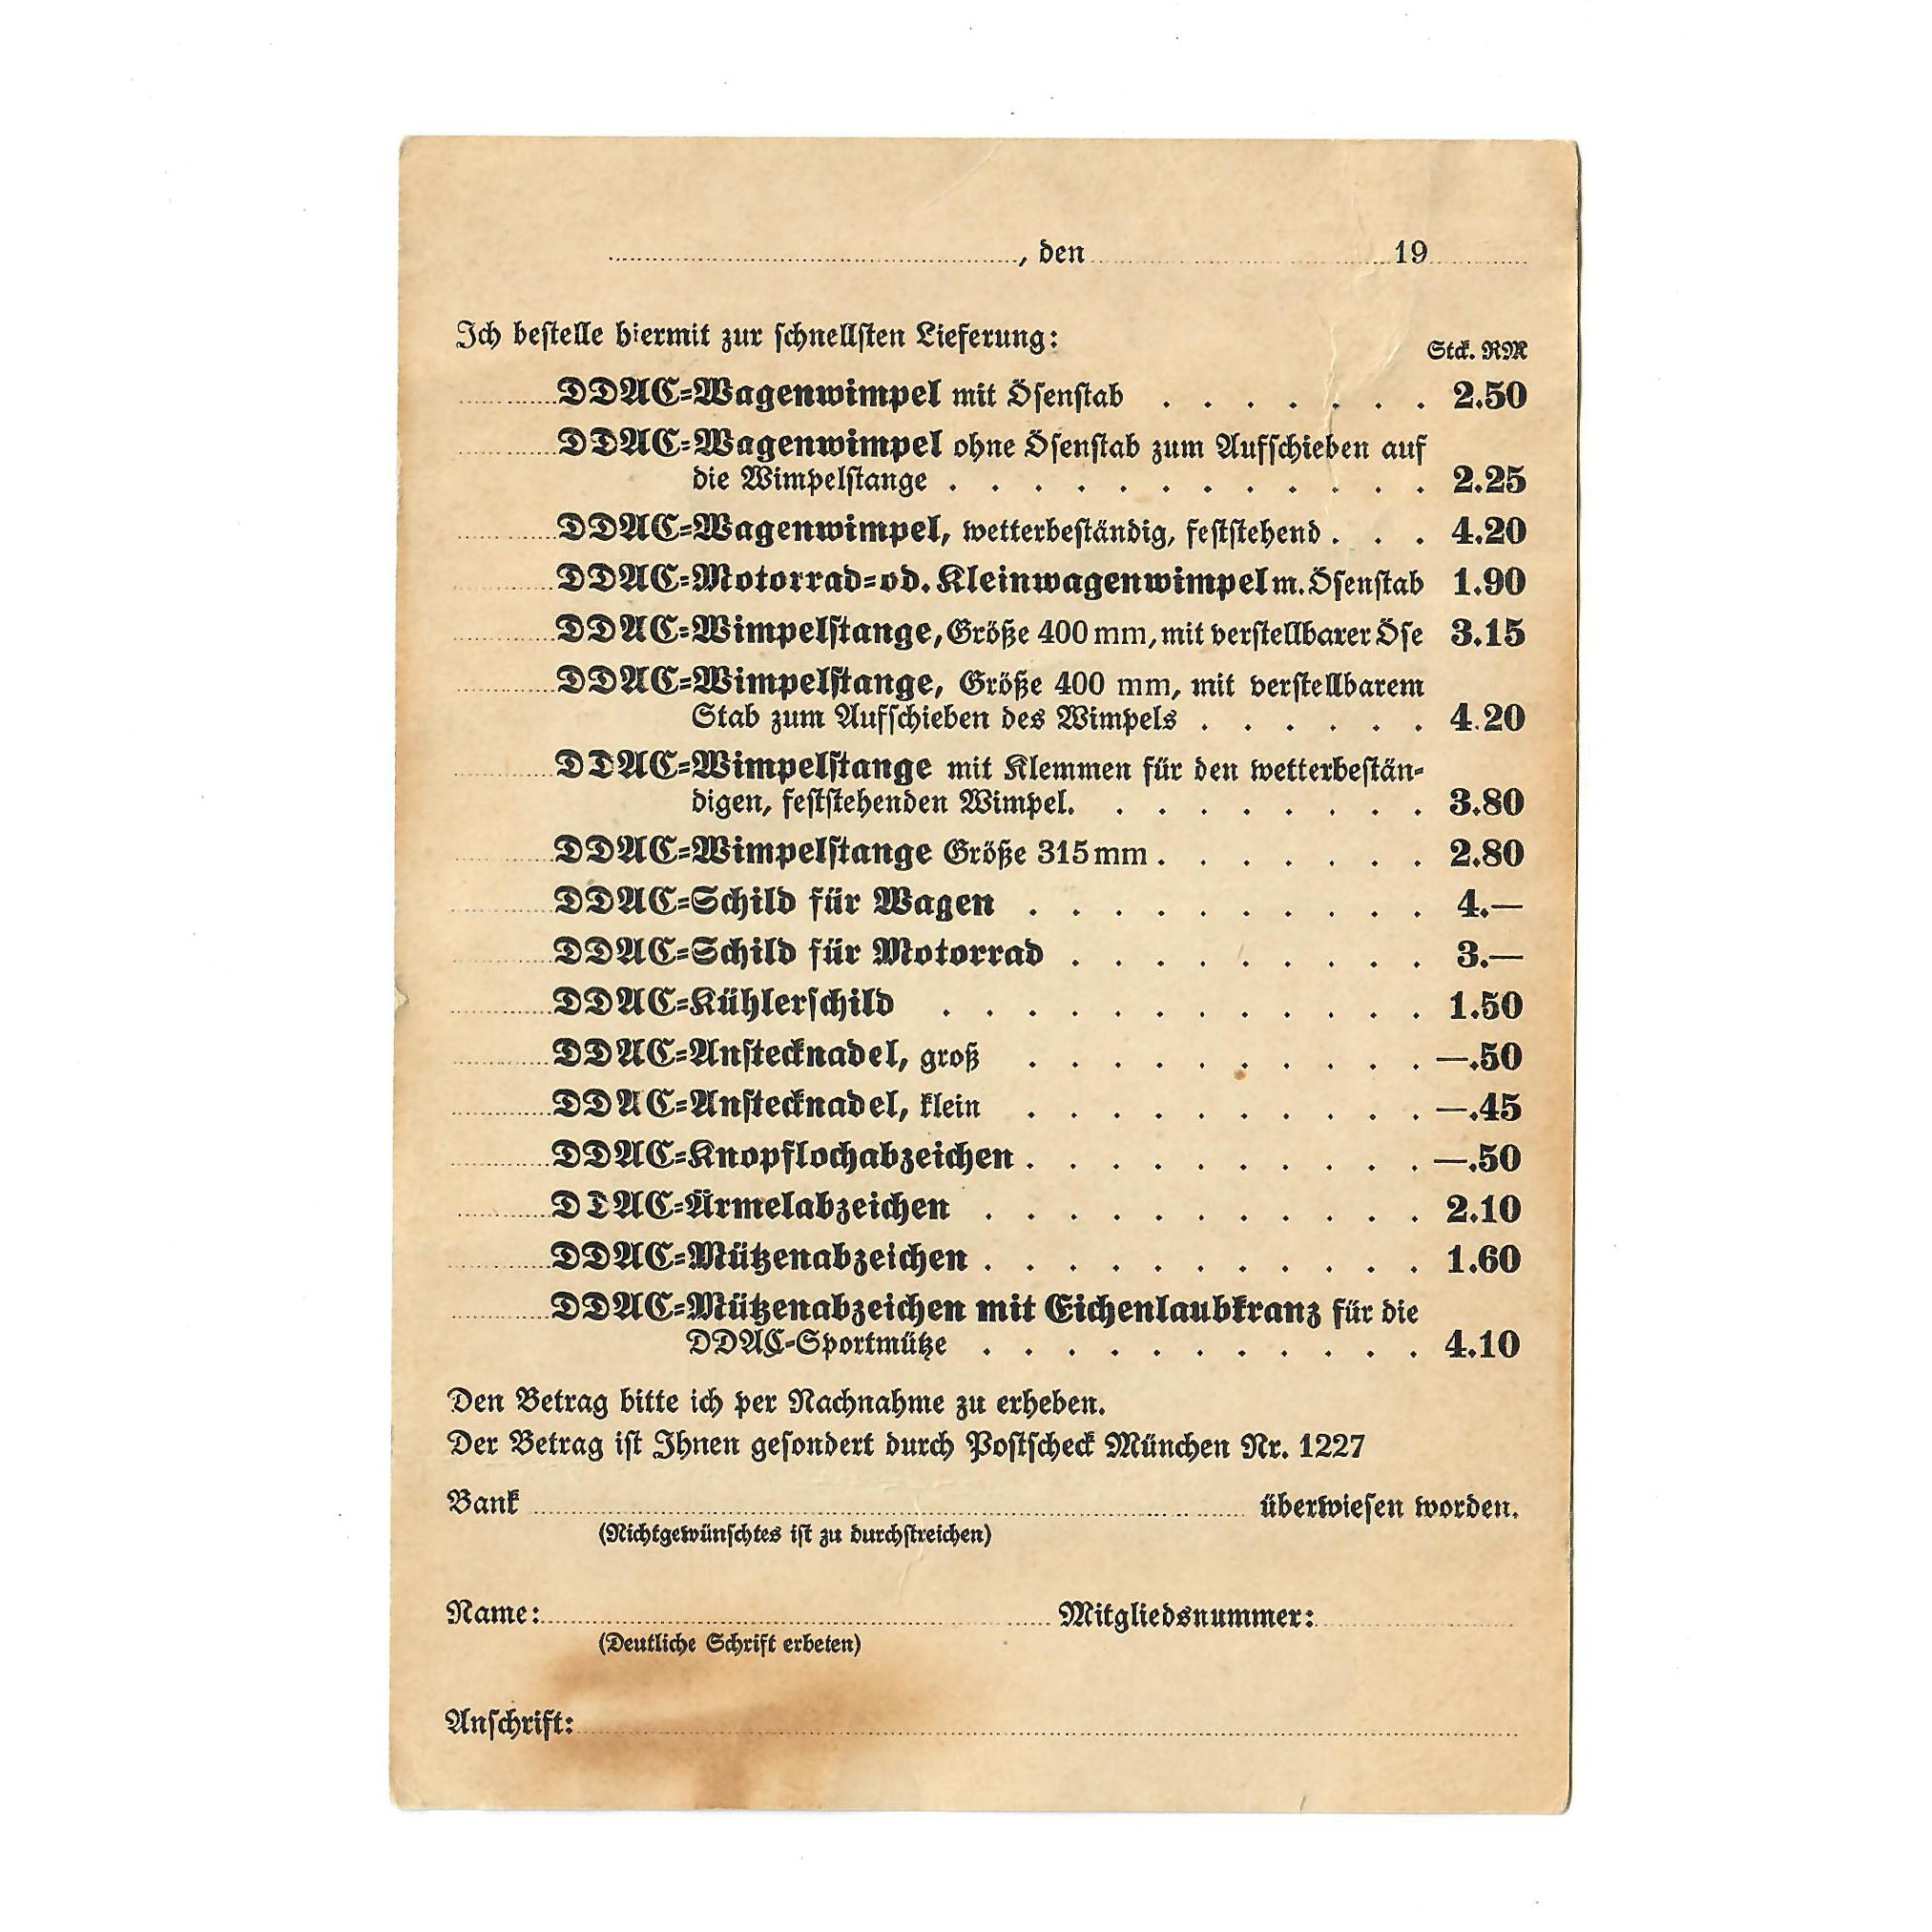 , den 19
Ich bestelle hiermit zur schnellsten Lieferung:
Stck. RM
DDAC-Wagenwimpel mit Ösenstab . . . . . . . 2.50
DDAC-Wagenwimpel ohne Ösenstab zum Aufschieben auf
die Wimpelstange . . . . . . . . . . . . 2.25
DDAC-Wagenwimpel, wetterbeständig, feststehend . . . 4.20
DDAC-Motorrad-od. Kleinwagenwimpel m. Ösenstab 1.90
DDAC-Wimpelstange, Größe 400 mm, mit verstellbarer Öse 3.15
DDAC-Wimpelstange, Größe 400 mm, mit verstellbarem
Stab zum Aufschieben des Wimpels . . . . . . 4.20
DDAC-Wimpelstange mit Klemmen für den wetterbestän-
digen, feststehenden Wimpel. . . . . . . . . 3.80
DDAC-Wimpelstange Größe 315 mm . . . . . . . 2.80
DDAC-Schild für Wagen . . . . . . . . . . 4.—
DDAC-Schild für Motorrad . . . . . . . . . 3.—
DDAC-Kühlerschild . . . . . . . . . . . . 1.50
DDAC-Anstecknadel, groß . . . . . . . . . . —.50
DDAC-Anstecknadel, klein . . . . . . . . . . —.45
DDAC-Knopflochabzeichen . . . . . . . . . . —.50
DDAC-Ärmelabzeichen . . . . . . . . . . . 2.10
DDAC-Mützenabzeichen . . . . . . . . . . . 1.60
DDAC-Mützenabzeichen mit Eichenlaubkranz für die
DDAC-Sportmütze . . . . . . . . . . . 4.10
Den Betrag bitte ich per Nachnahme zu erheben.
Der Betrag ist Ihnen gesondert durch Postscheck München Nr. 1227
Bank überwiesen worden.
(Nichtgewünschtes ist zu durchstreichen)
Name: Mitgliedsnummer:
(Deutliche Schrift erbeten)
Anschrift: